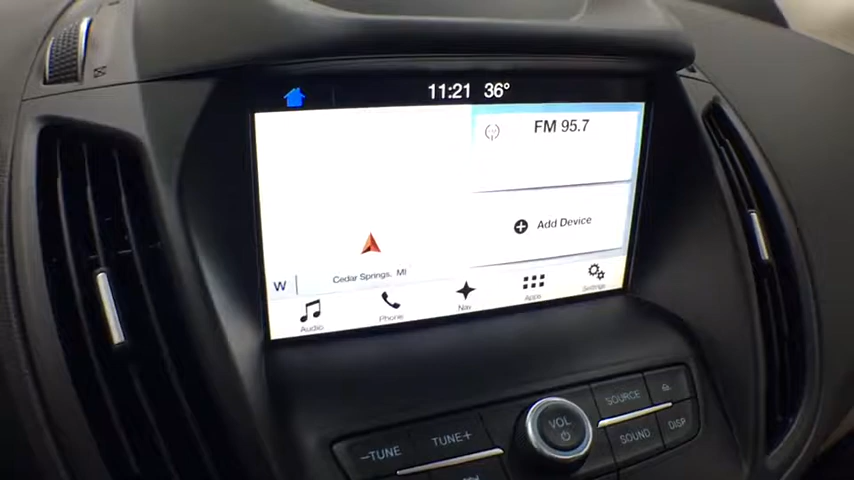 11:21 36°
FM 95.7
Add Device
Cedar Springs, MI
W
Audio
Phone
Nav
Apps
Settings
–TUNE
TUNE+
VOL
SOURCE
SOUND
DISP